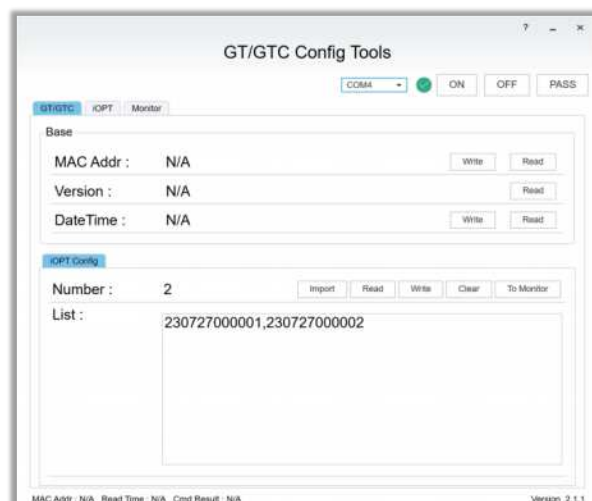 ? _ ×
GT/GTC Config Tools
COM4 ON OFF PASS
GT/GTC iOPT Monitor
Base
MAC Addr : N/A Write Read
Version : N/A Read
DateTime : N/A Write Read
iOPT Config
Number : 2 Import Read Write Clear To Monitor
List :
230727000001,230727000002
MAC Addr : N/A Read Time : N/A Cmd Result : N/A Version 2.1.1